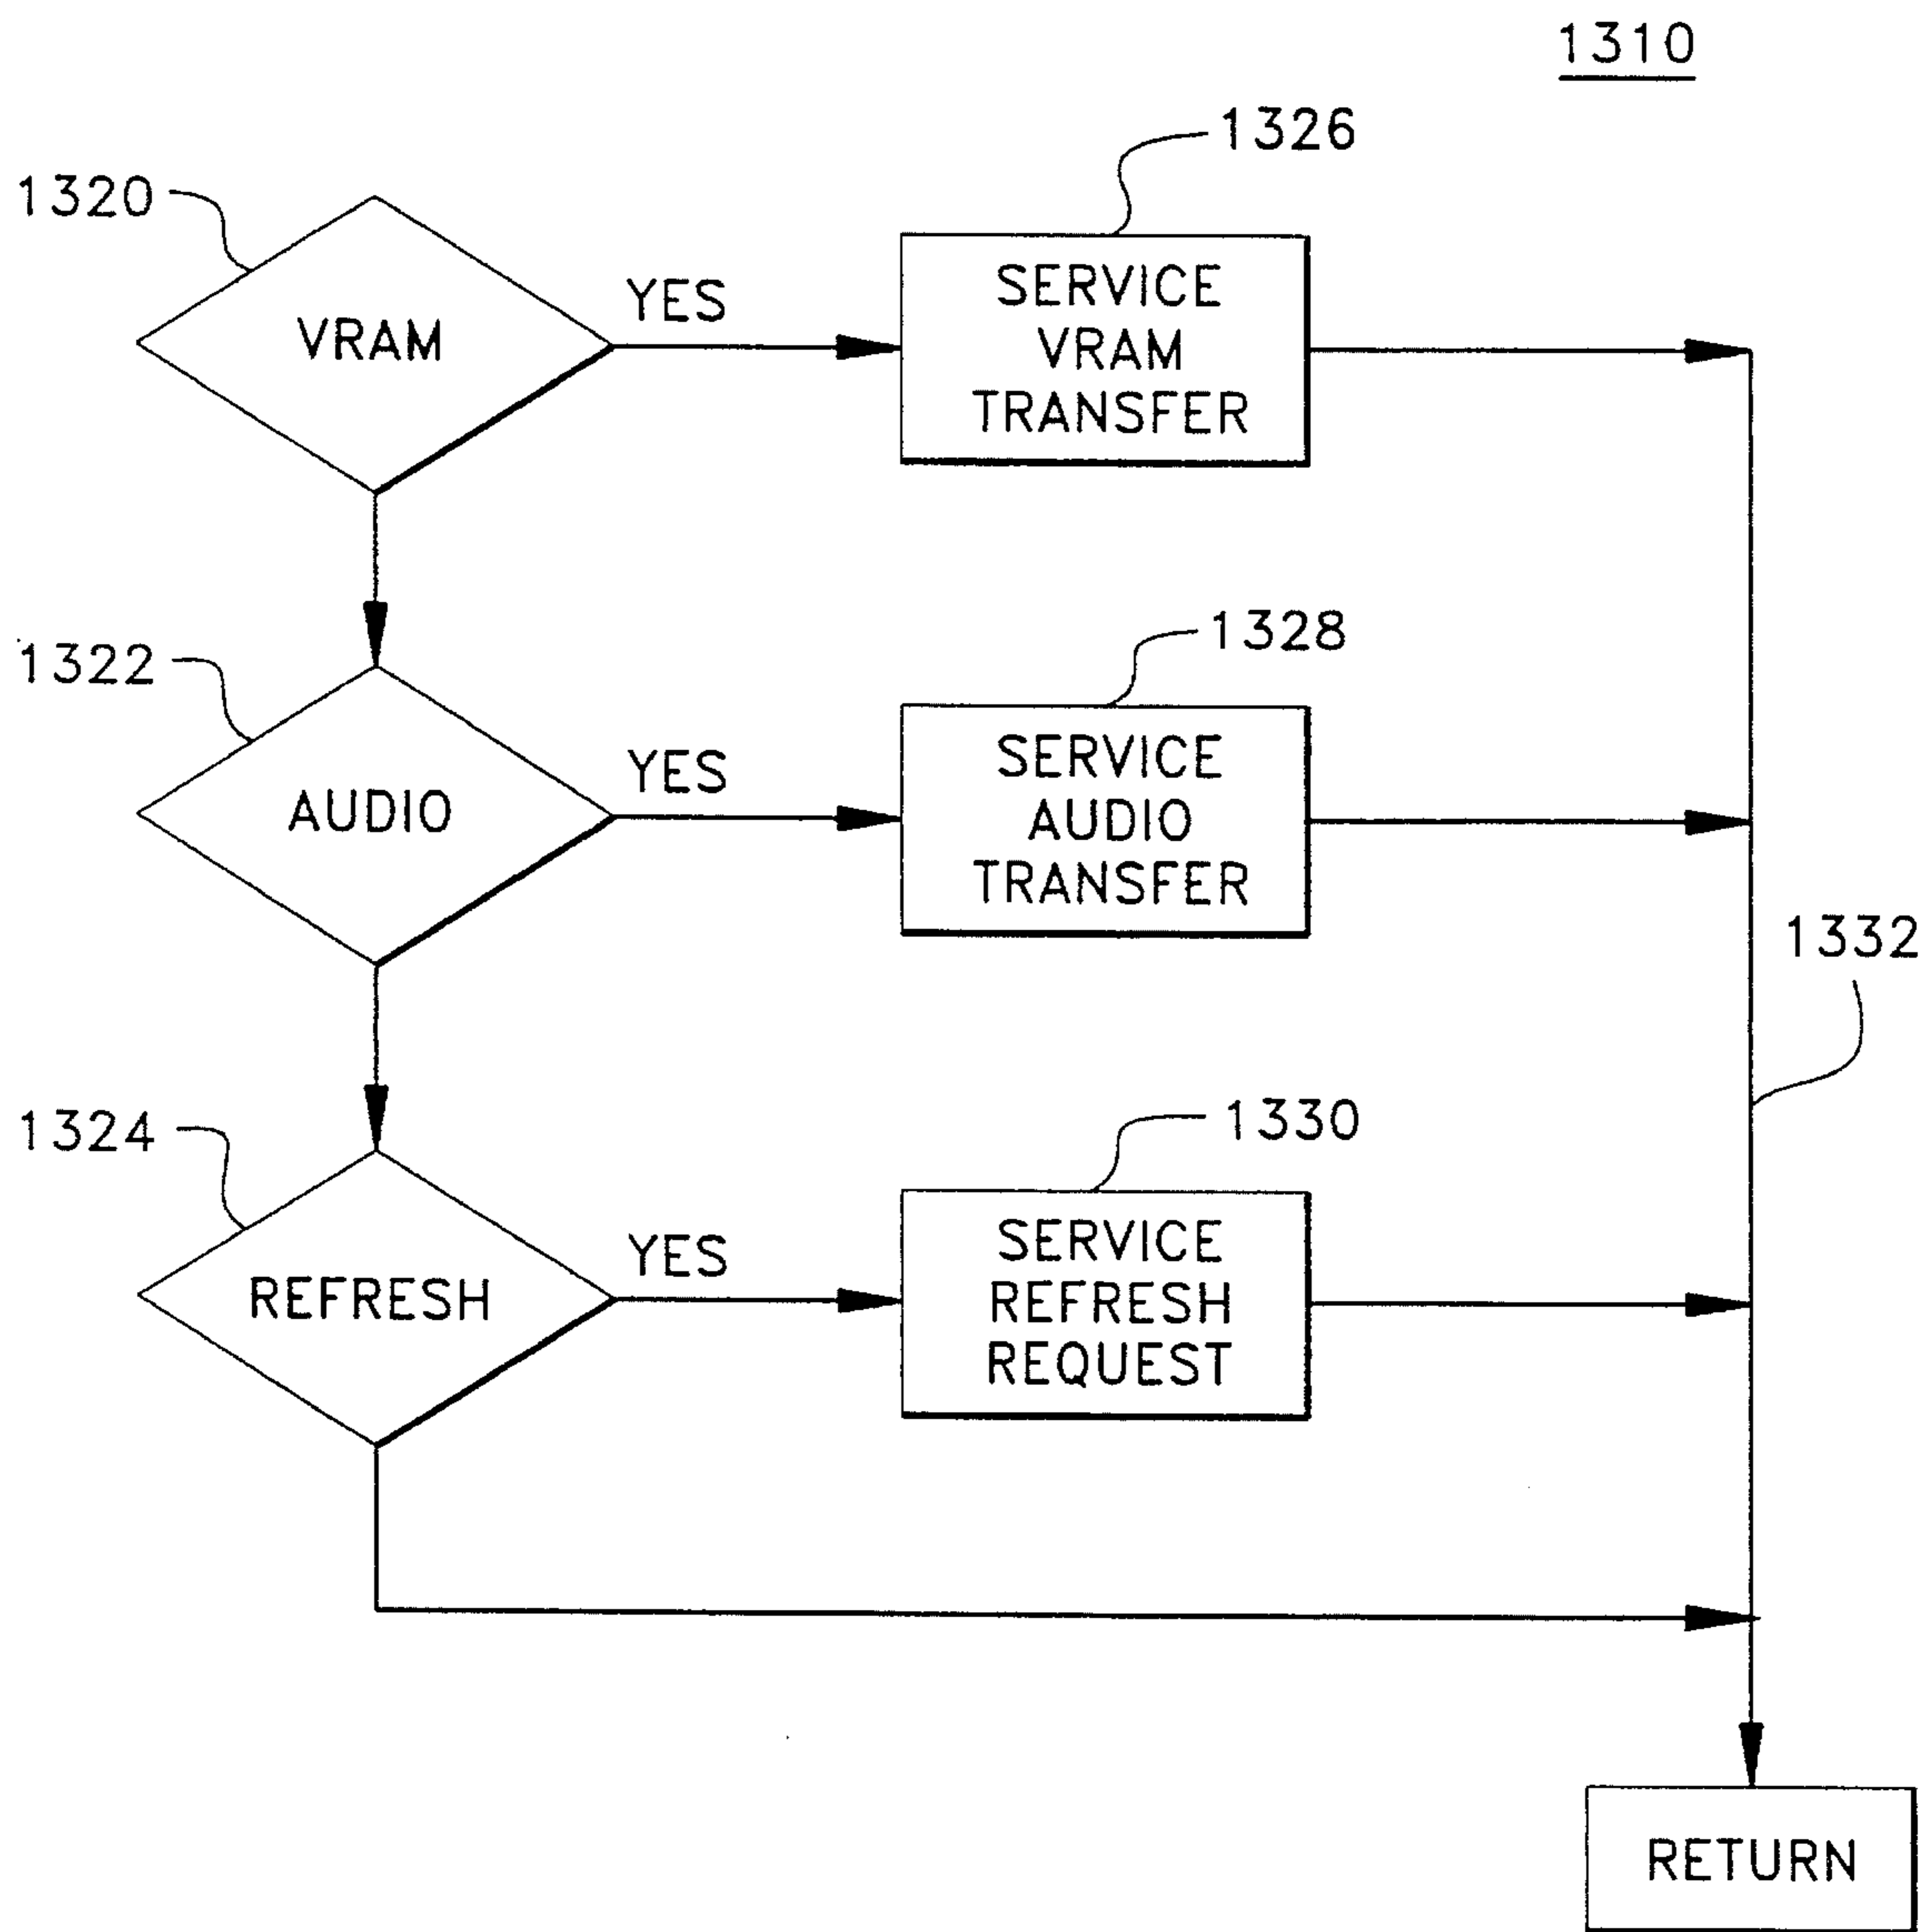 1310
1326
1320
YES
VRAM
SERVICE
VRAM
TRANSFER
1328
1322
YES
AUDIO
SERVICE
AUDIO
TRANSFER
1332
1330
1324
YES
REFRESH
SERVICE
REFRESH
REQUEST
RETURN